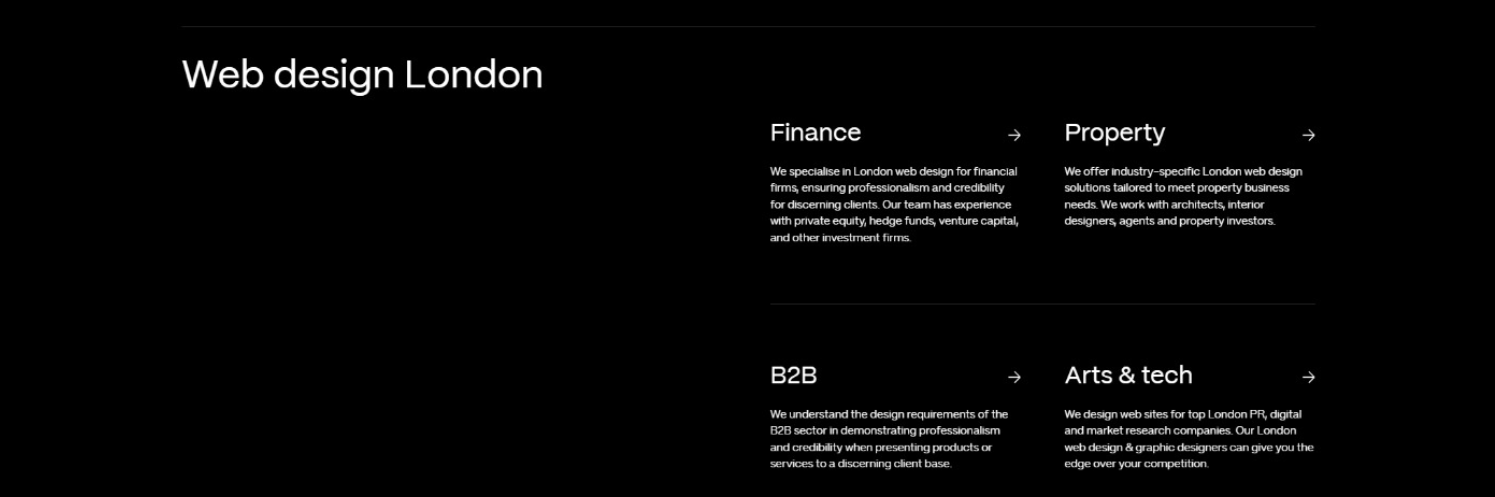 Web design London
Finance →
We specialise in London web design for financial
firms, ensuring professionalism and credibility
for discerning clients. Our team has experience
with private equity, hedge funds, venture capital,
and other investment firms.
Property →
We offer industry-specific London web design
solutions tailored to meet property business
needs. We work with architects, interior
designers, agents and property investors.
B2B →
We understand the design requirements of the
B2B sector in demonstrating professionalism
and credibility when presenting products or
services to a discerning client base.
Arts & tech →
We design web sites for top London PR, digital
and market research companies. Our London
web design & graphic designers can give you the
edge over your competition.